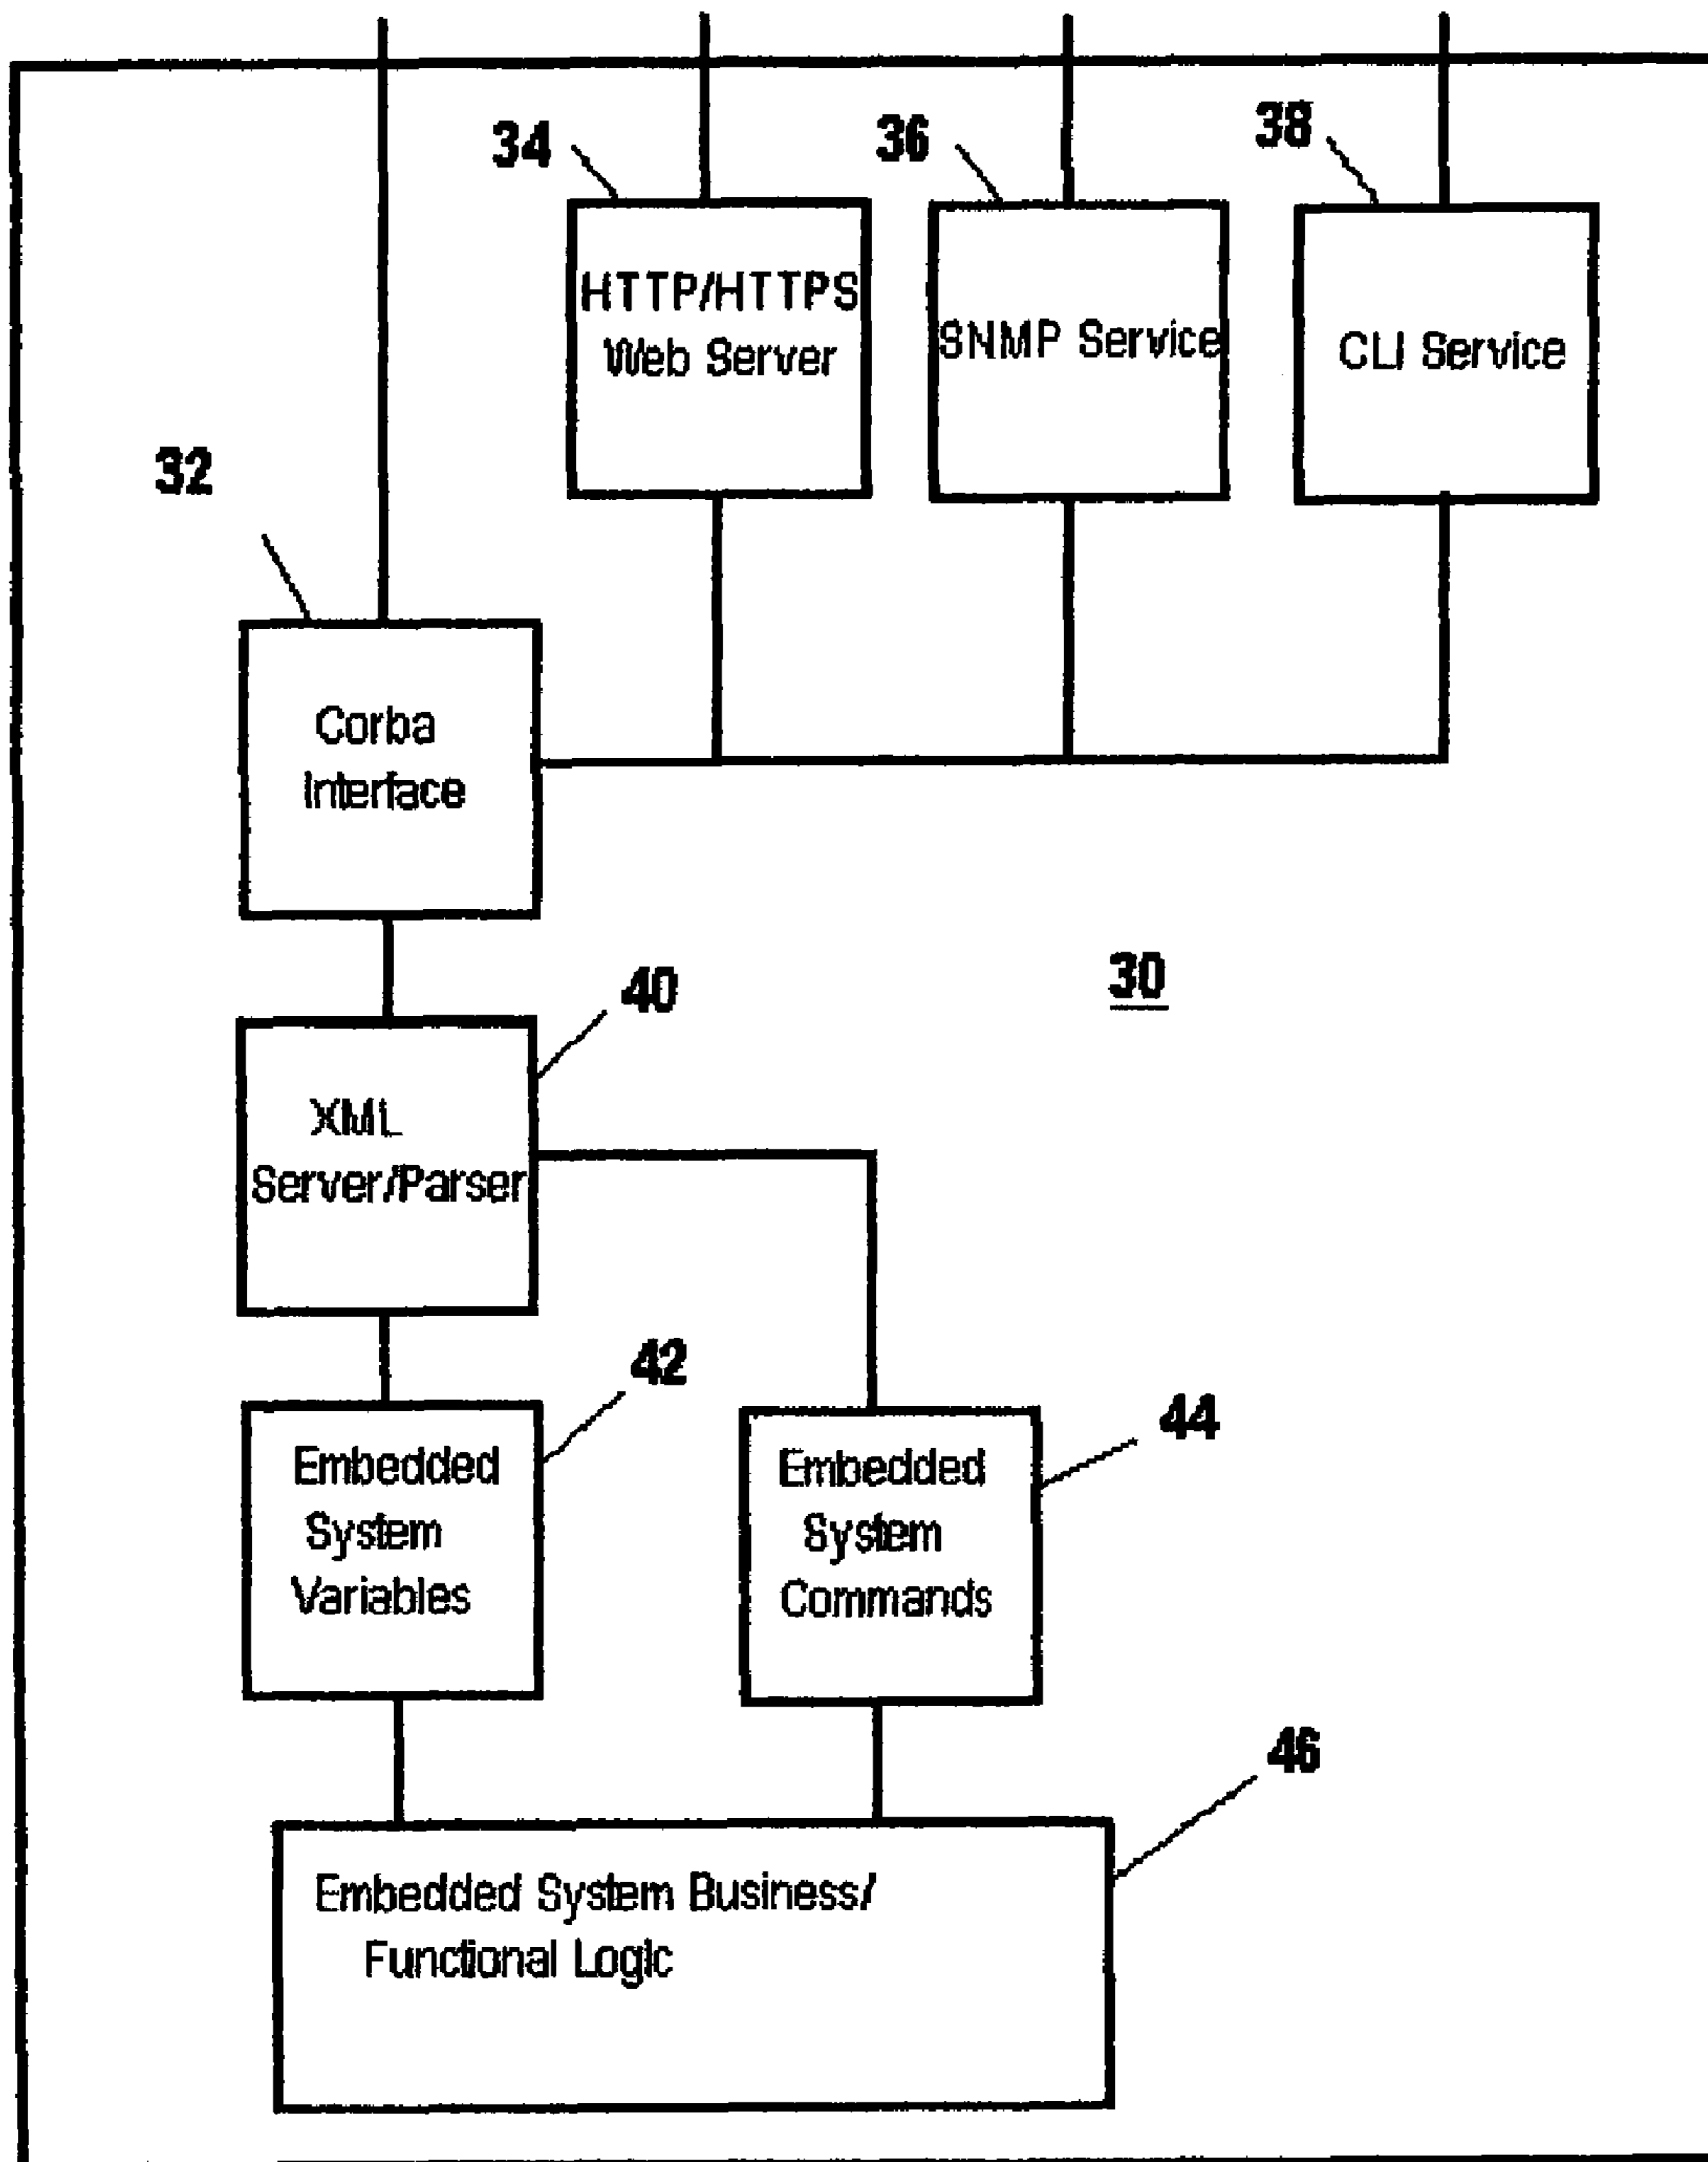 34
36
38
HTTP/HTTPS
Web Server
SNMP Service
CLI Service
32
Corba
Interface
30
40
XML
Server/Parser
42
44
Embedded
System
Variables
Embedded
System
Commands
46
Embedded System Business/
Functional Logic